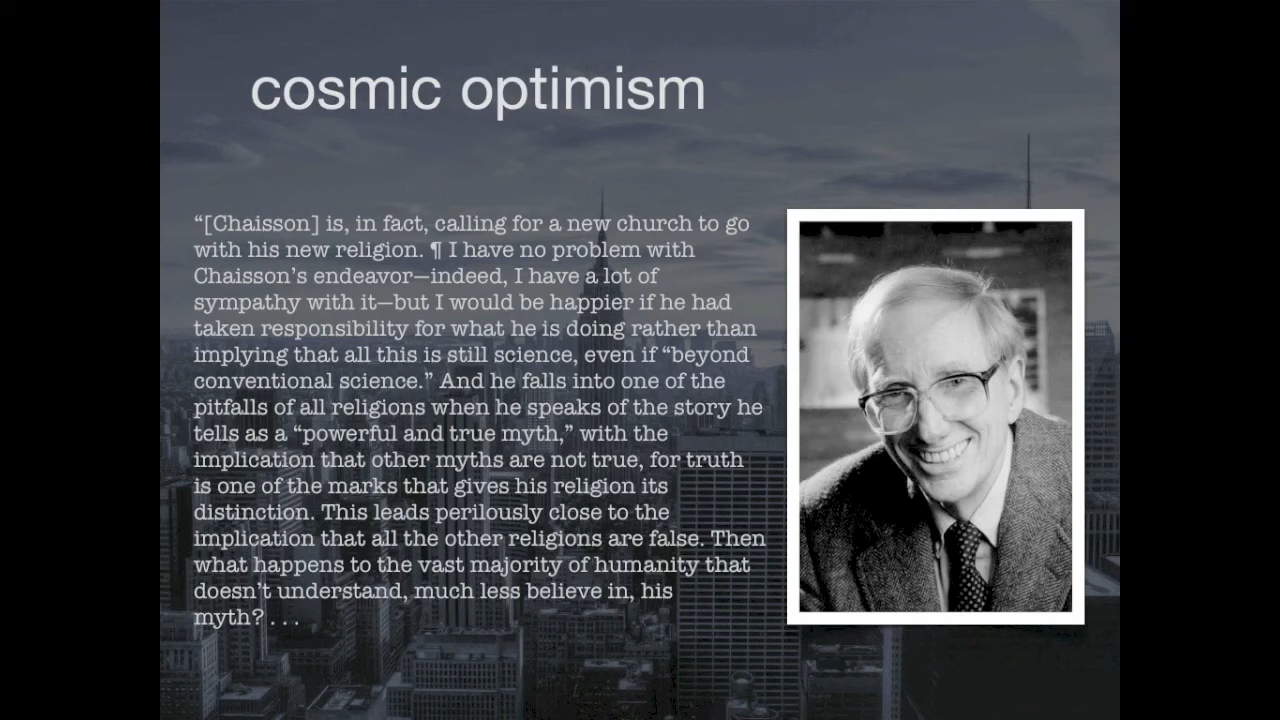 cosmic optimism
“[Chaisson] is, in fact, calling for a new church to go
with his new religion. ¶ I have no problem with
Chaisson’s endeavor—indeed, I have a lot of
sympathy with it—but I would be happier if he had
taken responsibility for what he is doing rather than
implying that all this is still science, even if “beyond
conventional science.” And he falls into one of the
pitfalls of all religions when he speaks of the story he
tells as a “powerful and true myth,” with the
implication that other myths are not true, for truth
is one of the marks that gives his religion its
distinction. This leads perilously close to the
implication that all the other religions are false. Then
what happens to the vast majority of humanity that
doesn’t understand, much less believe in, his
myth? . . .